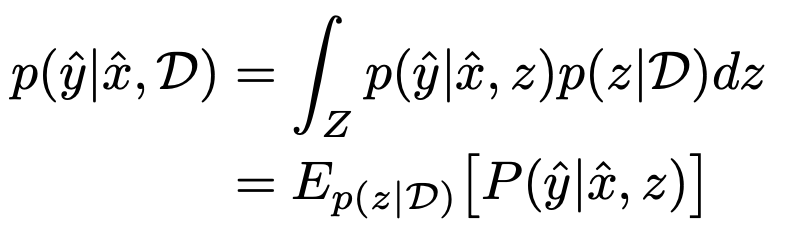 p(ŷ|x̂, 𝒟) = ∫_Z p(ŷ|x̂, z)p(z|𝒟)dz
= E_{p(z|𝒟)}[P(ŷ|x̂, z)]